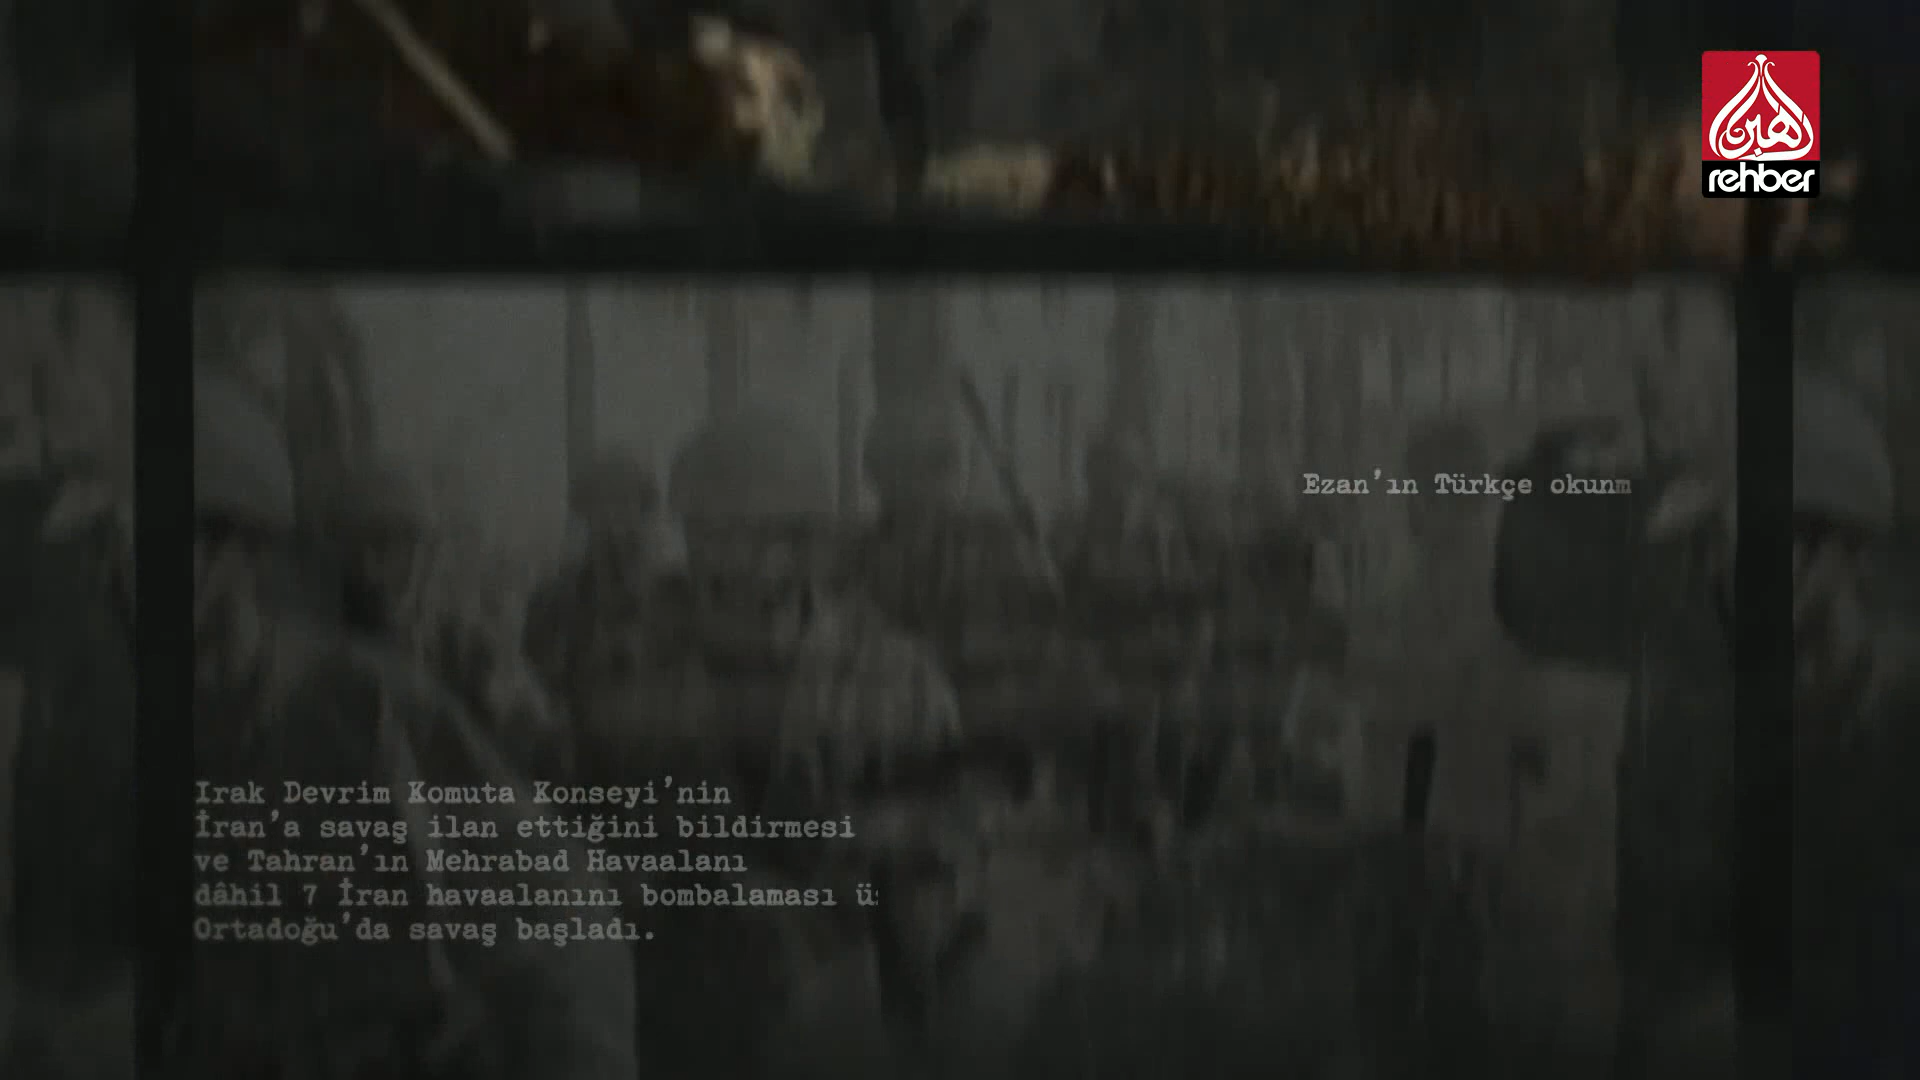 رهبر
rehber
Ezan'ın Türkçe okunm
Irak Devrim Komuta Konseyi'nin
İran'a savaş ilan ettiğini bildirmesi
ve Tahran'ın Mehrabad Havaalanı
dâhil 7 İran havaalanını bombalaması ü
Ortadoğu'da savaş başladı.